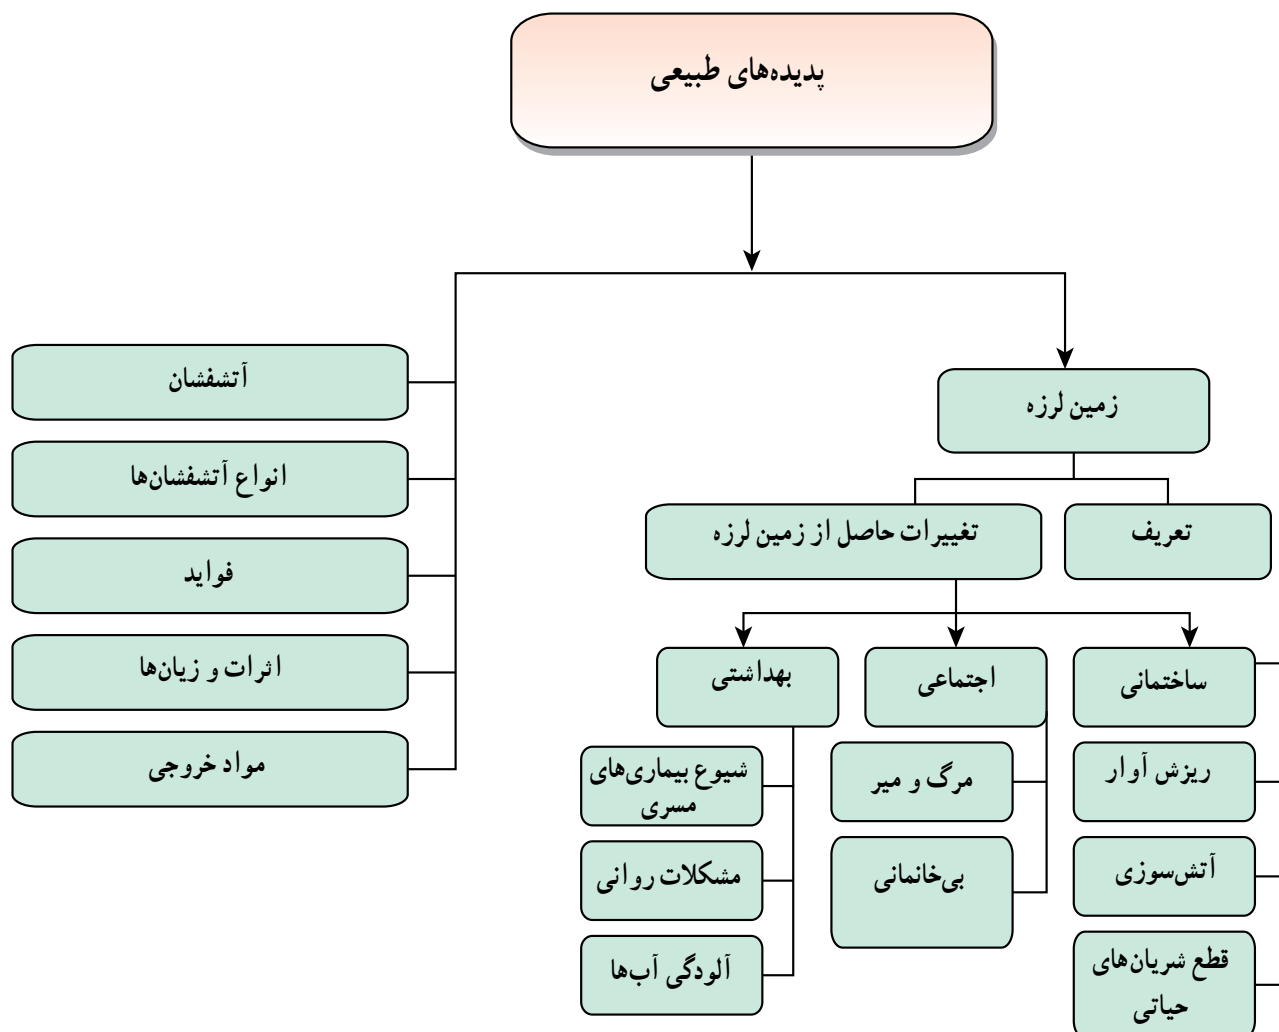 پدیده‌های طبیعی
زمین لرزه
تعریف
تغییرات حاصل از زمین لرزه
ساختمانی
ریزش آوار
آتش‌سوزی
قطع شریان‌های
حیاتی
اجتماعی
مرگ و میر
بی‌خانمانی
بهداشتی
شیوع بیماری‌های
مسری
مشکلات روانی
آلودگی آب‌ها
آتشفشان
انواع آتشفشان‌ها
فواید
اثرات و زیان‌ها
مواد خروجی